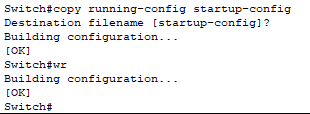 Switch#copy running-config startup-config
Destination filename [startup-config]?
Building configuration...
[OK]
Switch#wr
Building configuration...
[OK]
Switch#